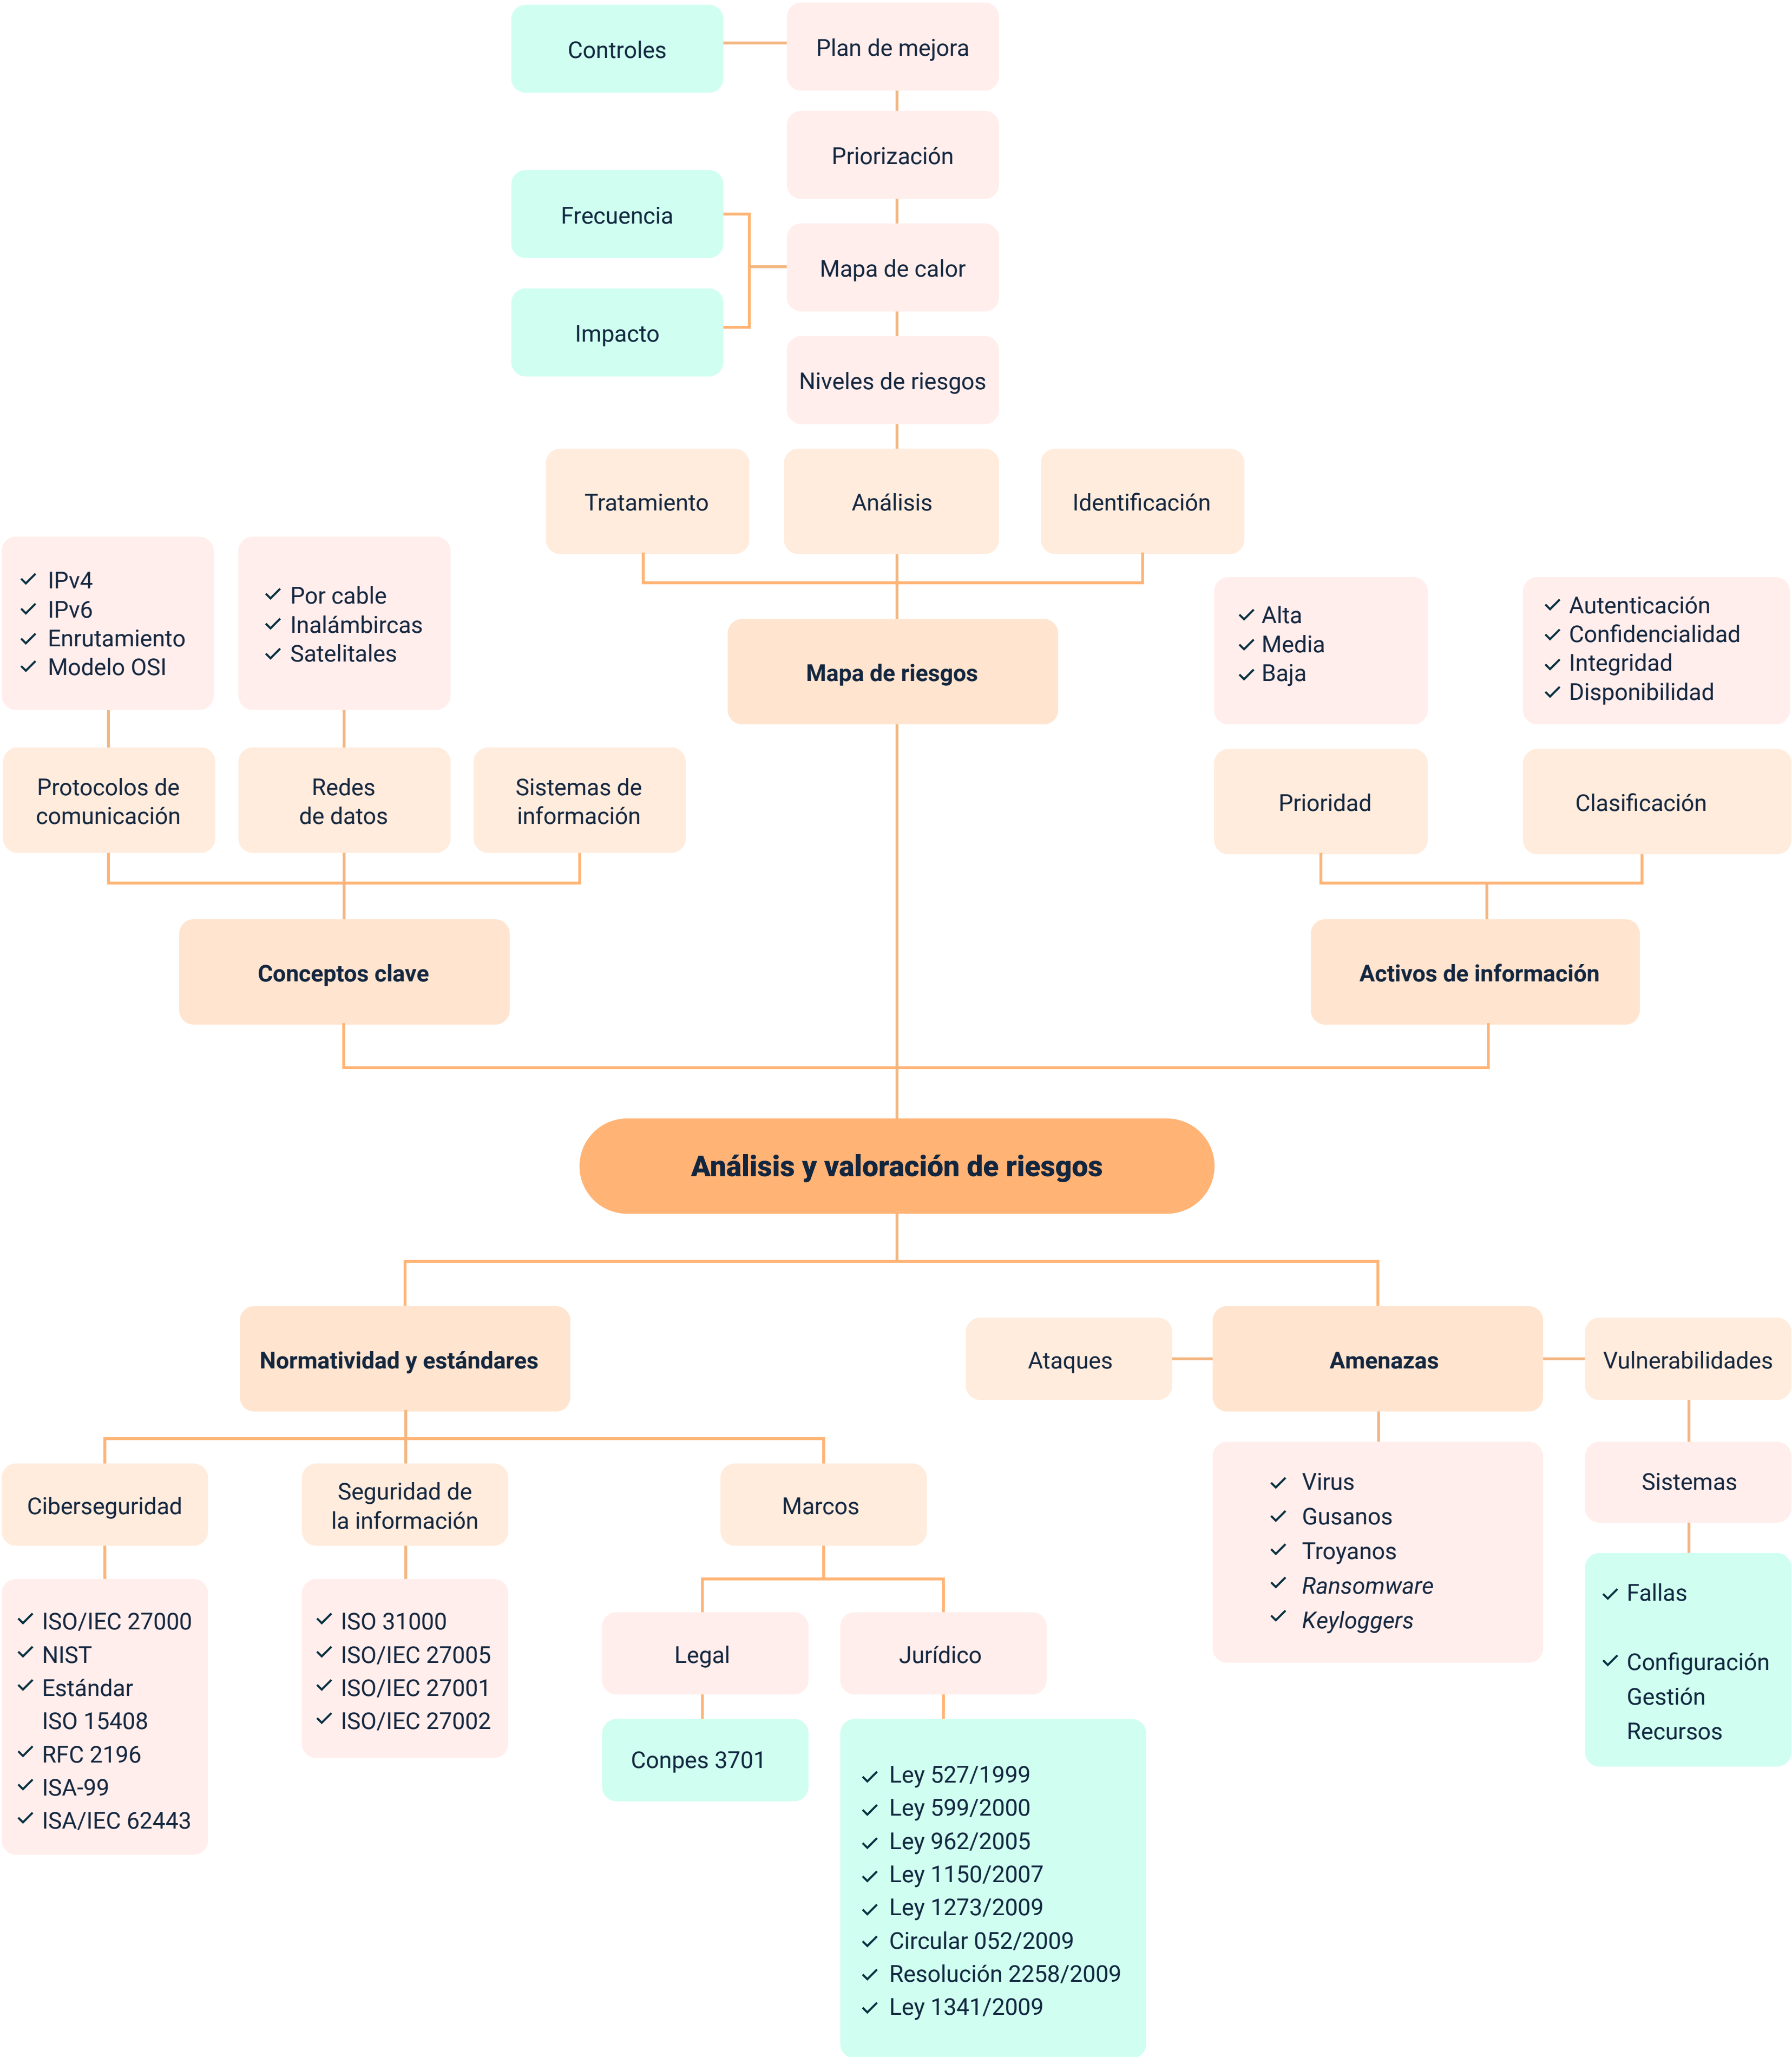 Controles
Plan de mejora
Priorización
Frecuencia
Mapa de calor
Impacto
Niveles de riesgos
Tratamiento
Análisis
Identificación
IPv4
IPv6
Enrutamiento
Modelo OSI
Por cable
Inalámbircas
Satelitales
Mapa de riesgos
Alta
Media
Baja
Autenticación
Confidencialidad
Integridad
Disponibilidad
Protocolos de
comunicación
Redes
de datos
Sistemas de
información
Prioridad
Clasificación
Conceptos clave
Activos de información
Análisis y valoración de riesgos
Normatividad y estándares
Ataques
Amenazas
Vulnerabilidades
Ciberseguridad
Seguridad de
la información
Marcos
Virus
Gusanos
Troyanos
Ransomware
Keyloggers
Sistemas
Fallas
Configuración
Gestión
Recursos
ISO/IEC 27000
NIST
Estándar
ISO 15408
RFC 2196
ISA-99
ISA/IEC 62443
ISO 31000
ISO/IEC 27005
ISO/IEC 27001
ISO/IEC 27002
Legal
Jurídico
Conpes 3701
Ley 527/1999
Ley 599/2000
Ley 962/2005
Ley 1150/2007
Ley 1273/2009
Circular 052/2009
Resolución 2258/2009
Ley 1341/2009